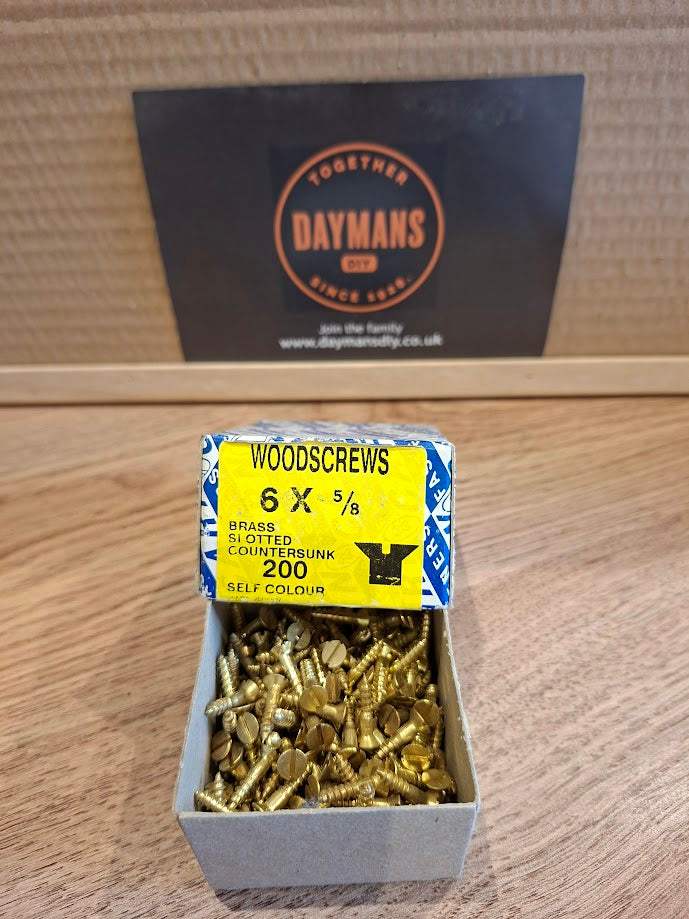 TOGETHER
DAYMANS
DIY
SINCE 1929.
Join the family
www.daymansdiy.co.uk
WOODSCREWS
6 X 5/8
BRASS
SLOTTED
COUNTERSUNK
200
SELF COLOUR